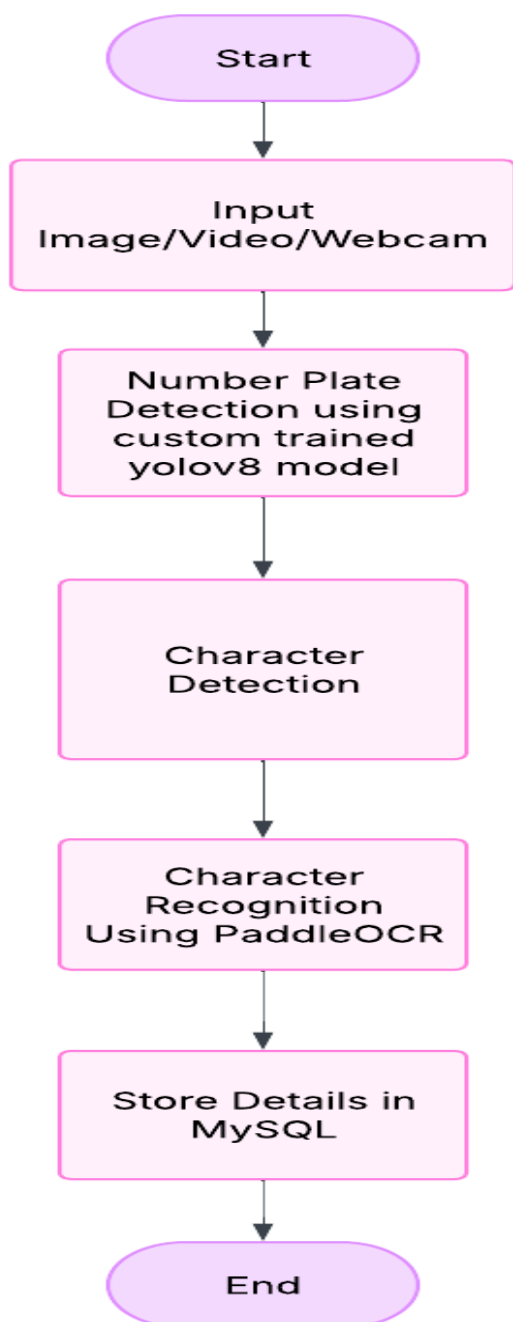 Start
Input
Image/Video/Webcam
Number Plate
Detection using
custom trained
yolov8 model
Character
Detection
Character
Recognition
Using PaddleOCR
Store Details in
MySQL
End